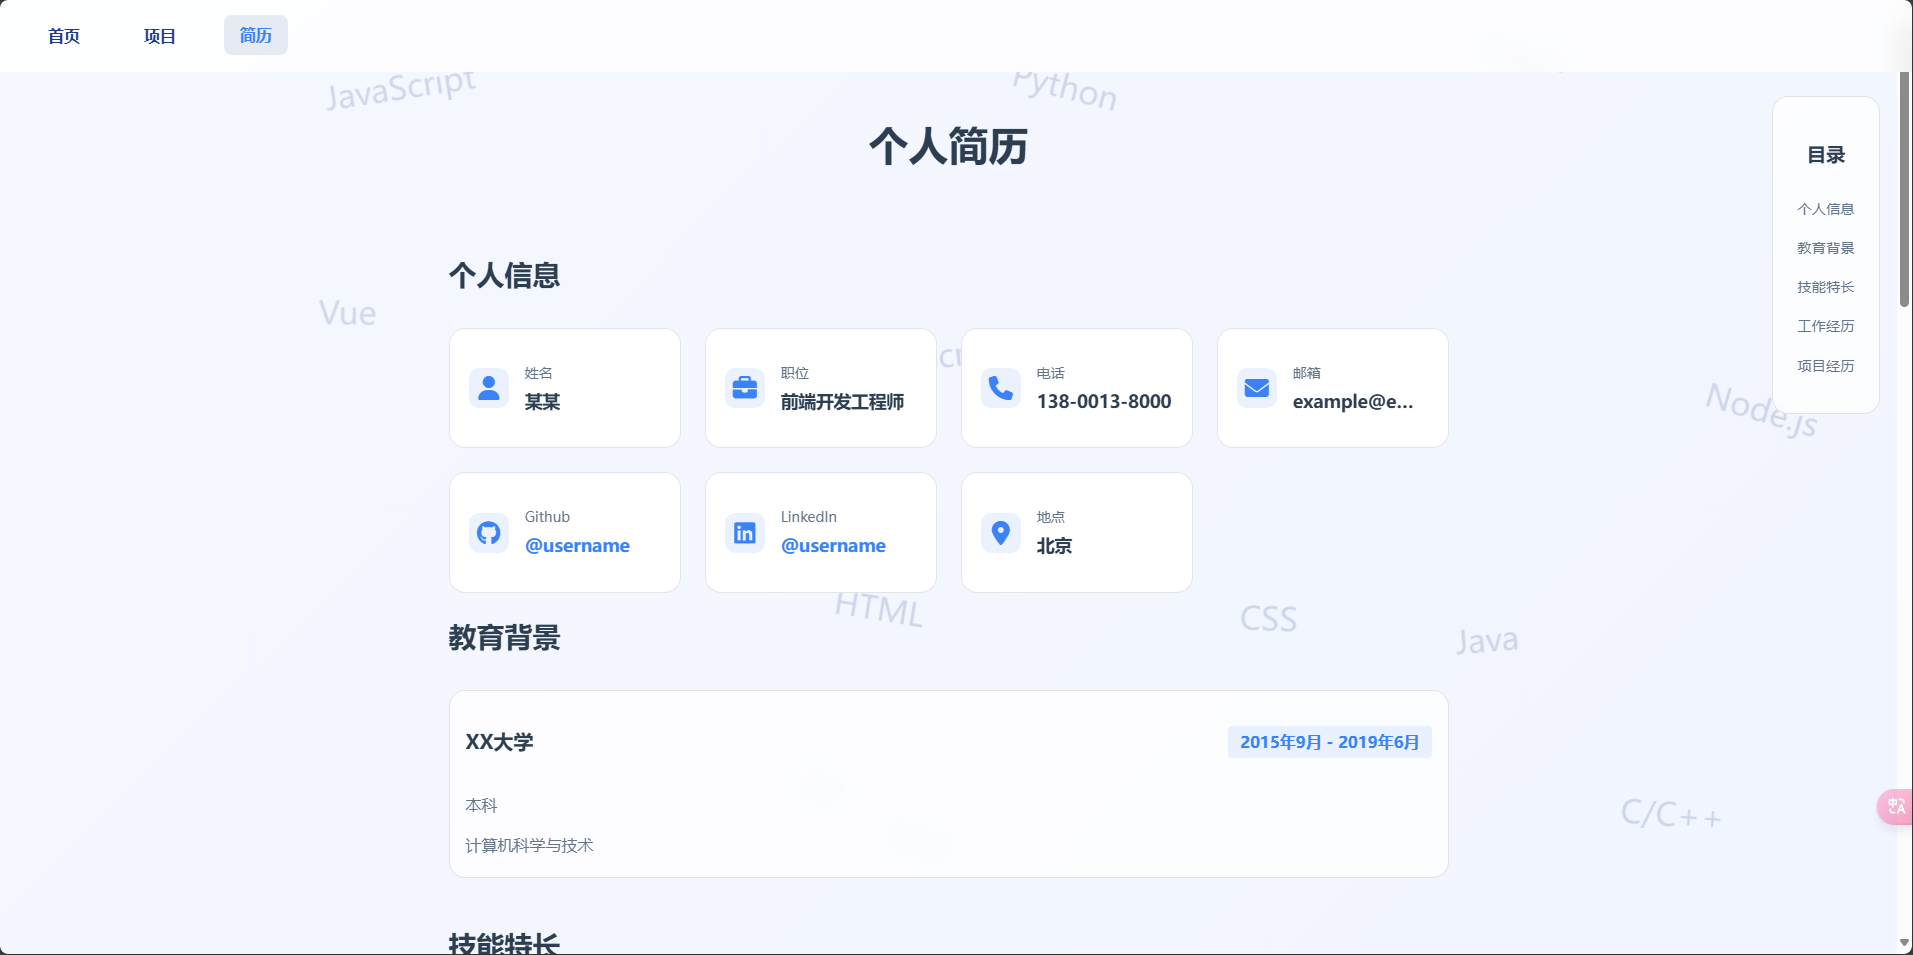 首页
项目
简历
JavaScript
Python
个人简历
目录
个人信息
教育背景
技能特长
工作经历
项目经历
个人信息
Vue
姓名
某某
职位
前端开发工程师
电话
138-0013-8000
邮箱
example@e...
Node.js
Github
@username
LinkedIn
@username
地点
北京
HTML
CSS
Java
教育背景
XX大学
2015年9月 - 2019年6月
本科
计算机科学与技术
C/C++
技能特长